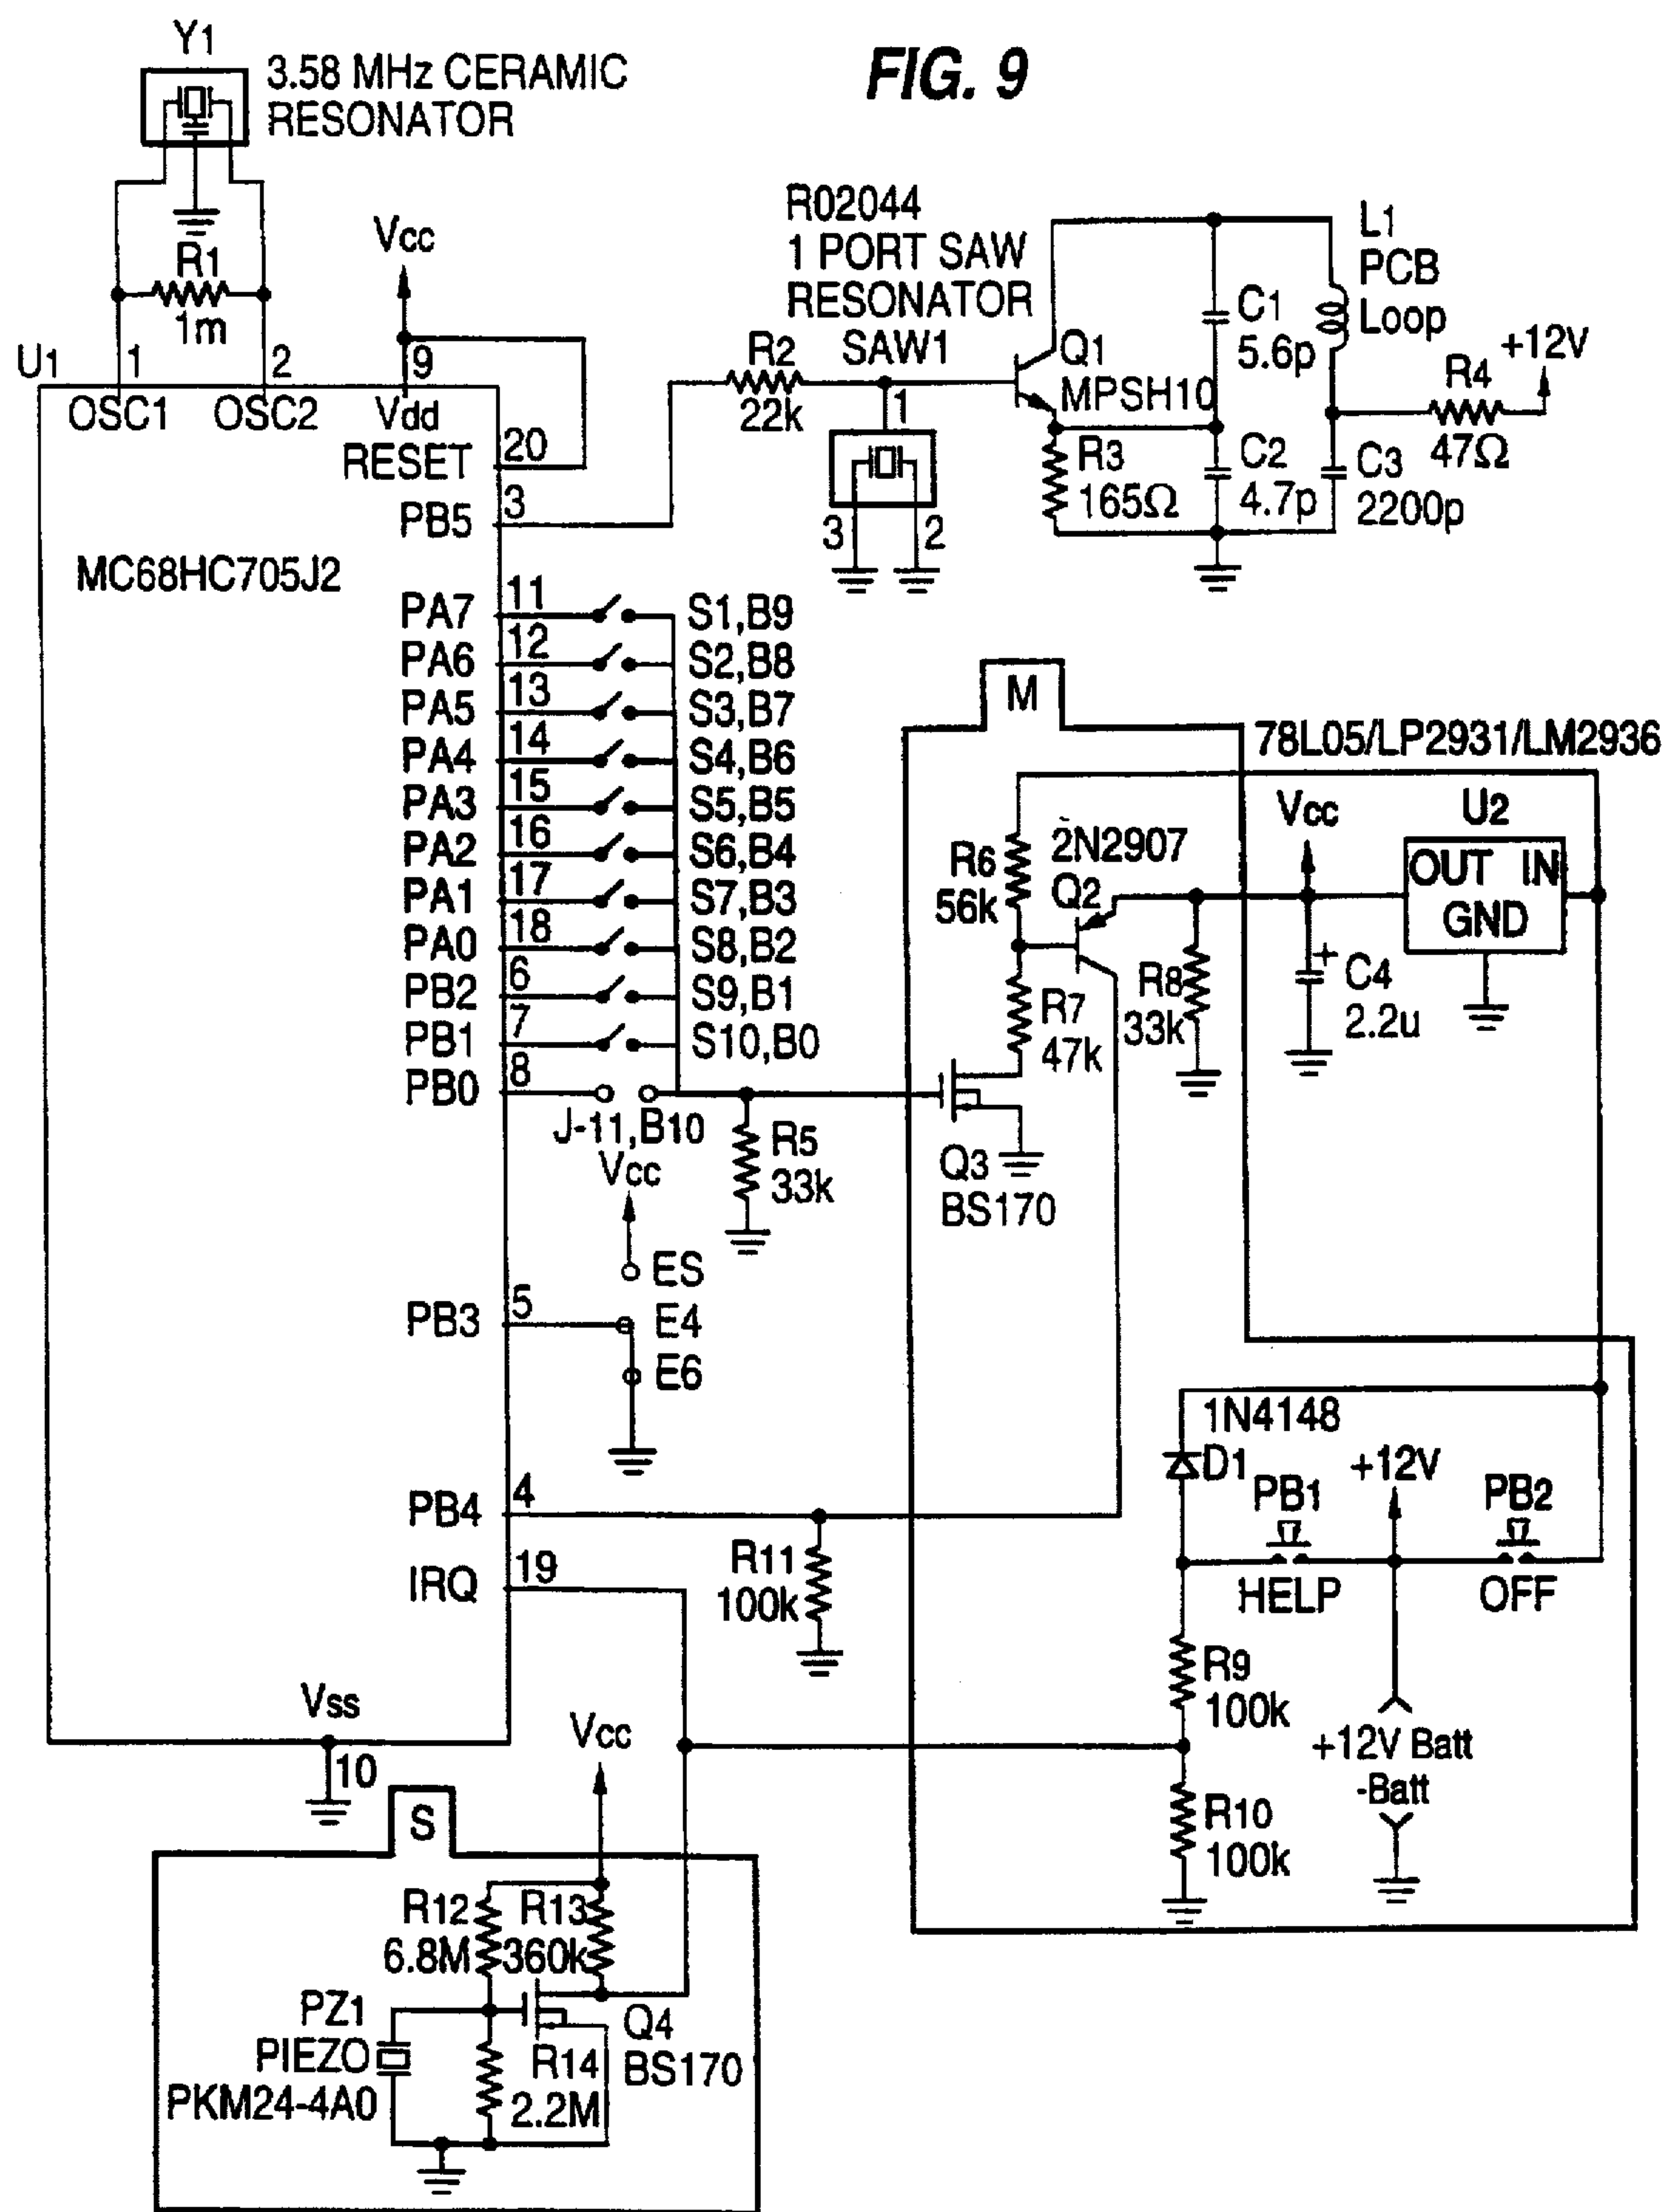 FIG. 9
Y1
3.58 MHz CERAMIC
RESONATOR
R1
1m
Vcc
U1
1
2
9
OSC1
OSC2
Vdd
RESET
20
PB5
3
MC68HC705J2
R02044
1 PORT SAW
RESONATOR
SAW1
R2
22k
1
3
2
Q1
MPSH10
R3
165Ω
C1
5.6p
C2
4.7p
L1
PCB
Loop
+12V
R4
47Ω
C3
2200p
PA7 11 S1,B9
PA6 12 S2,B8
PA5 13 S3,B7
PA4 14 S4,B6
PA3 15 S5,B5
PA2 16 S6,B4
PA1 17 S7,B3
PA0 18 S8,B2
PB2 6 S9,B1
PB1 7 S10,B0
PB0 8
J-11,B10
R5
33k
Vcc
ES
PB3 5 E4
E6
PB4 4
IRQ 19
R11
100k
Vss
10
M
78L05/LP2931/LM2936
R6
56k
2N2907
Q2
Vcc
U2
OUT IN
GND
R7
47k
R8
33k
+
C4
2.2u
Q3
BS170
1N4148
D1
+12V
PB1
HELP
PB2
OFF
R9
100k
+12V Batt
-Batt
R10
100k
S
Vcc
R12
6.8M
R13
360k
PZ1
PIEZO
PKM24-4A0
Q4
BS170
R14
2.2M